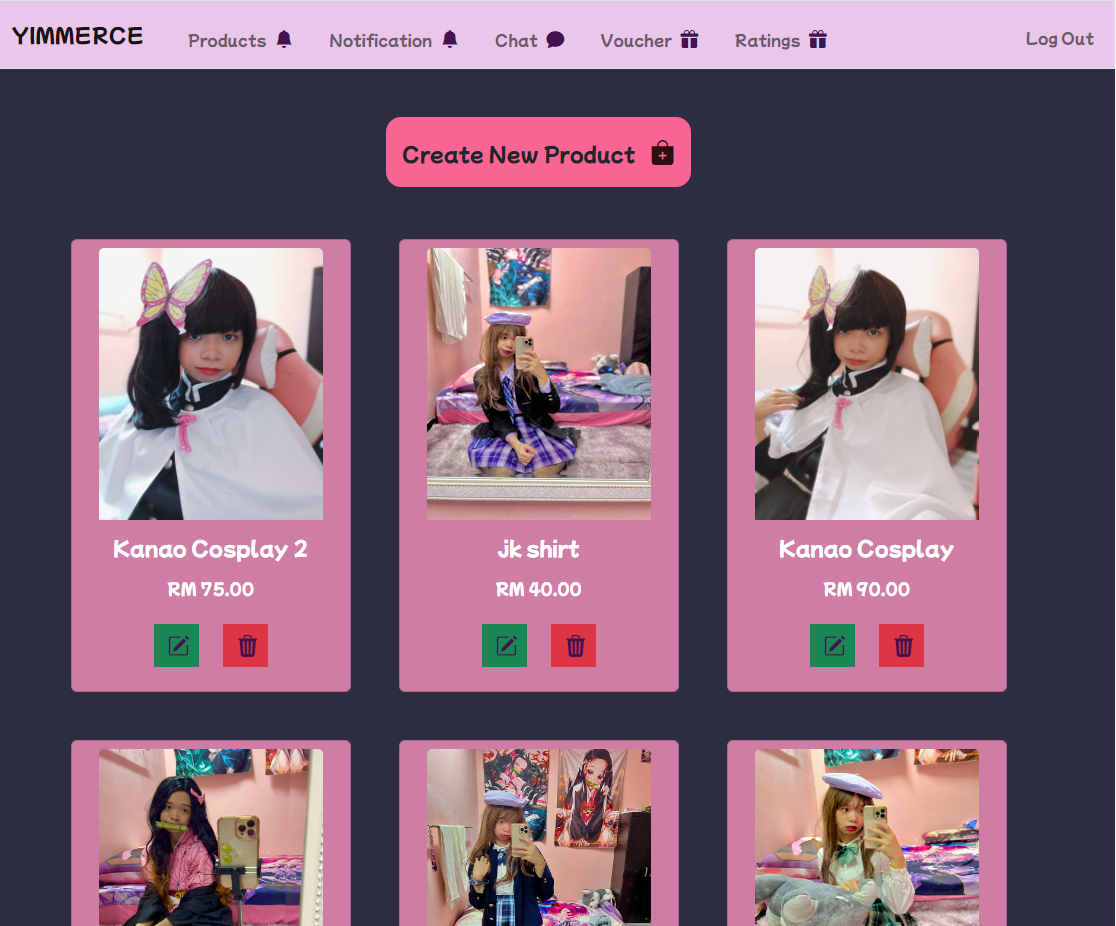 YIMMERCE
Products
Notification
Chat
Voucher
Ratings
Log Out
Create New Product
Kanao Cosplay 2
RM 75.00
jk shirt
RM 40.00
Kanao Cosplay
RM 90.00